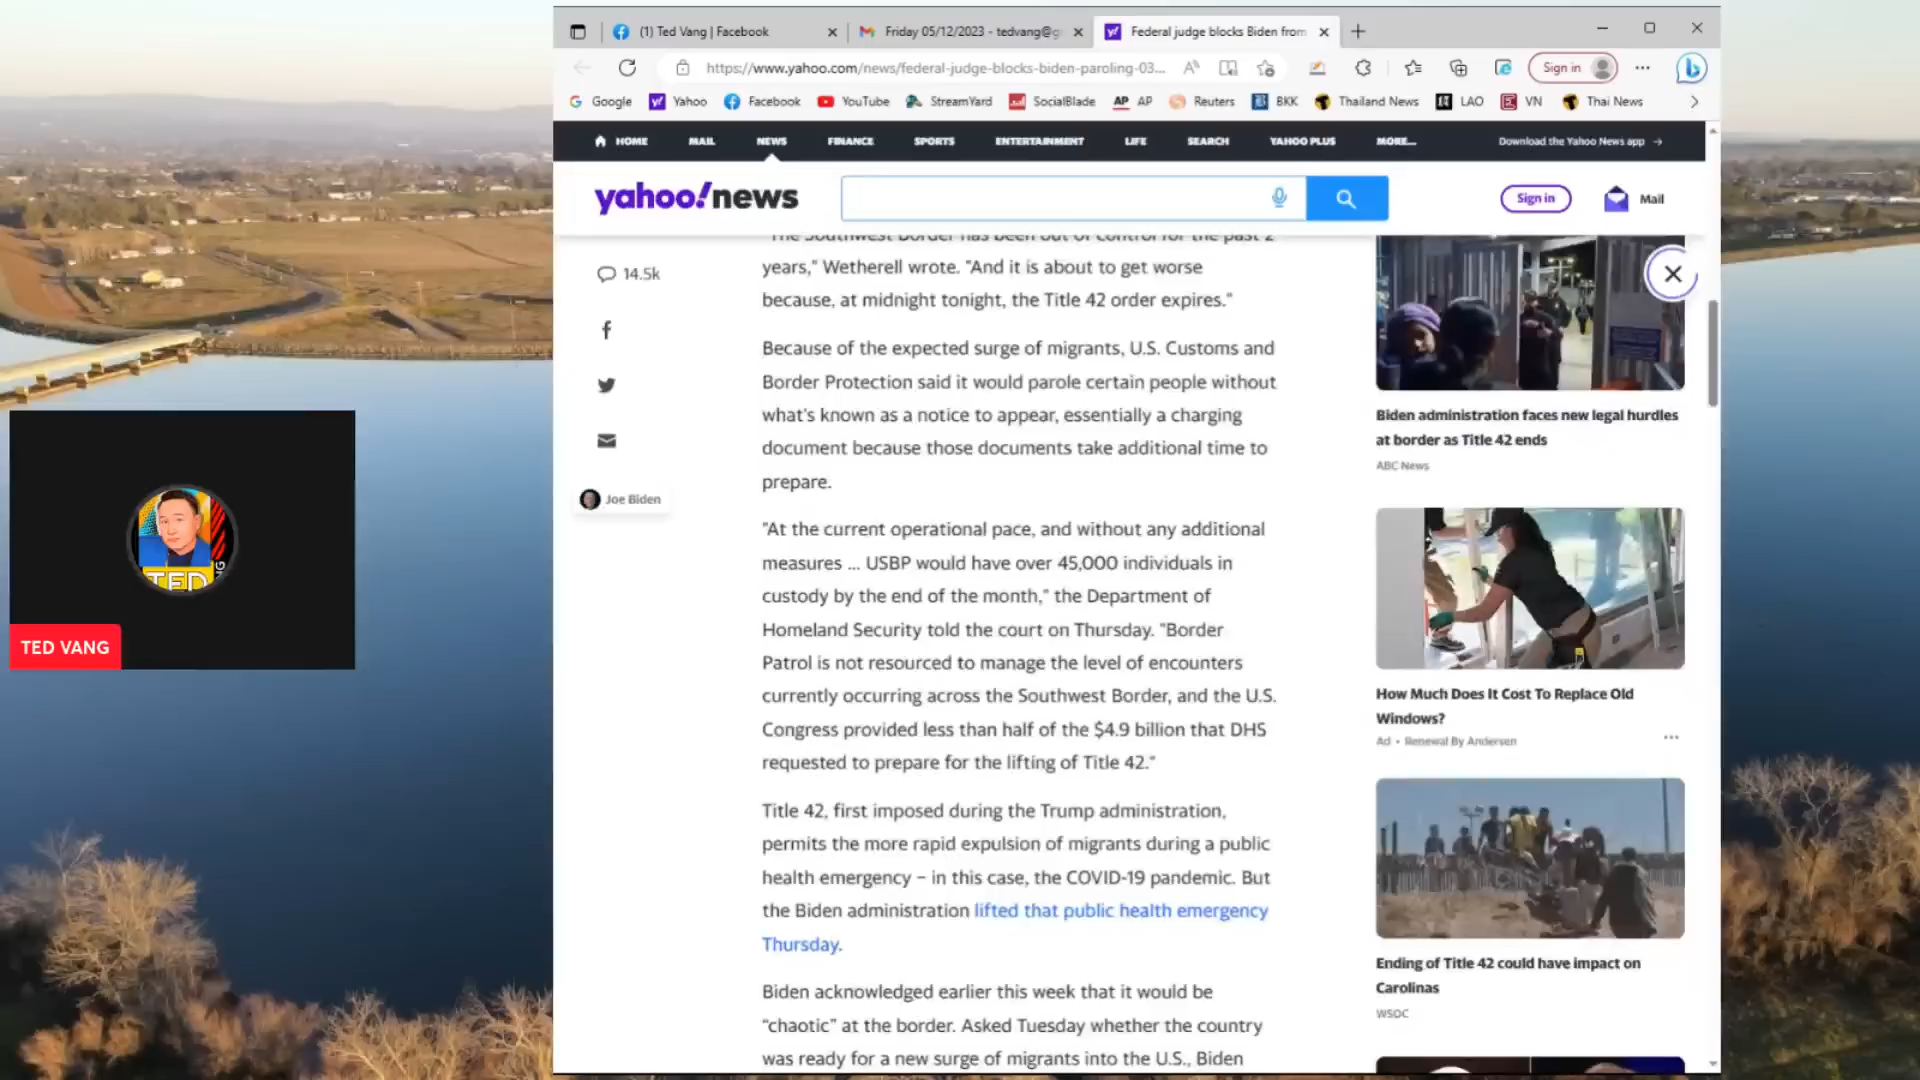 (1) Ted Vang | Facebook
Friday 05/12/2023 - tedvang@g
Federal judge blocks Biden from
https://www.yahoo.com/news/federal-judge-blocks-biden-paroling-03...
Sign in
Google
Yahoo
Facebook
YouTube
StreamYard
SocialBlade
AP AP
Reuters
BKK
Thailand News
LAO
VN
Thai News
HOME
MAIL
NEWS
FINANCE
SPORTS
ENTERTAINMENT
LIFE
SEARCH
YAHOO PLUS
MORE...
Download the Yahoo News app →
yahoo!news
Sign in
Mail
14.5k
Joe Biden
"The Southwest Border has been out of control for the past 2
years," Wetherell wrote. "And it is about to get worse
because, at midnight tonight, the Title 42 order expires."
Because of the expected surge of migrants, U.S. Customs and
Border Protection said it would parole certain people without
what's known as a notice to appear, essentially a charging
document because those documents take additional time to
prepare.
"At the current operational pace, and without any additional
measures ... USBP would have over 45,000 individuals in
custody by the end of the month," the Department of
Homeland Security told the court on Thursday. "Border
Patrol is not resourced to manage the level of encounters
currently occurring across the Southwest Border, and the U.S.
Congress provided less than half of the $4.9 billion that DHS
requested to prepare for the lifting of Title 42."
Title 42, first imposed during the Trump administration,
permits the more rapid expulsion of migrants during a public
health emergency – in this case, the COVID-19 pandemic. But
the Biden administration lifted that public health emergency
Thursday.
Biden acknowledged earlier this week that it would be
“chaotic” at the border. Asked Tuesday whether the country
was ready for a new surge of migrants into the U.S., Biden
Biden administration faces new legal hurdles
at border as Title 42 ends
ABC News
How Much Does It Cost To Replace Old
Windows?
Ad • Renewal By Andersen
Ending of Title 42 could have impact on
Carolinas
WSOC
TED
TED VANG